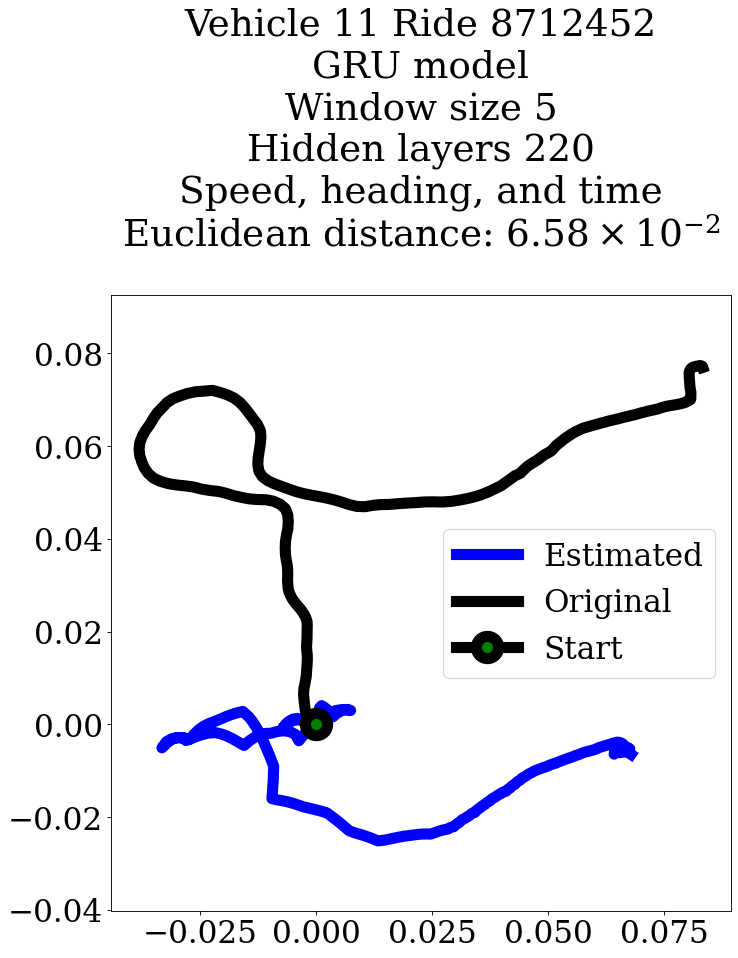 Vehicle 11 Ride 8712452
GRU model
Window size 5
Hidden layers 220
Speed, heading, and time
Euclidean distance: 6.58 × 10⁻²
0.08
0.06
0.04
0.02
0.00
−0.02
−0.04
Estimated
Original
Start
−0.025 0.000 0.025 0.050 0.075